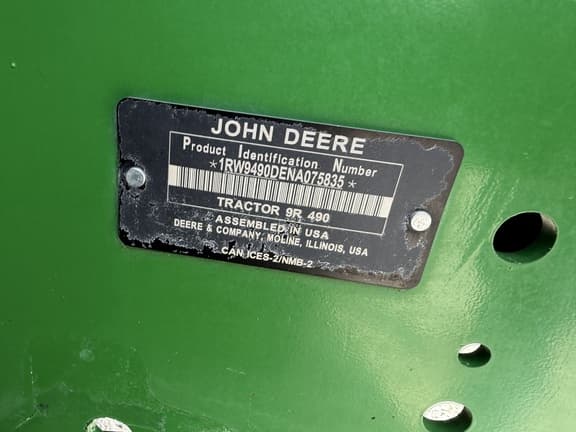 JOHN DEERE
Product Identification Number
*1RW9490DENA075835*
TRACTOR 9R 490
ASSEMBLED IN USA
DEERE & COMPANY, MOLINE, ILLINOIS, USA
CAN ICES-2/NMB-2